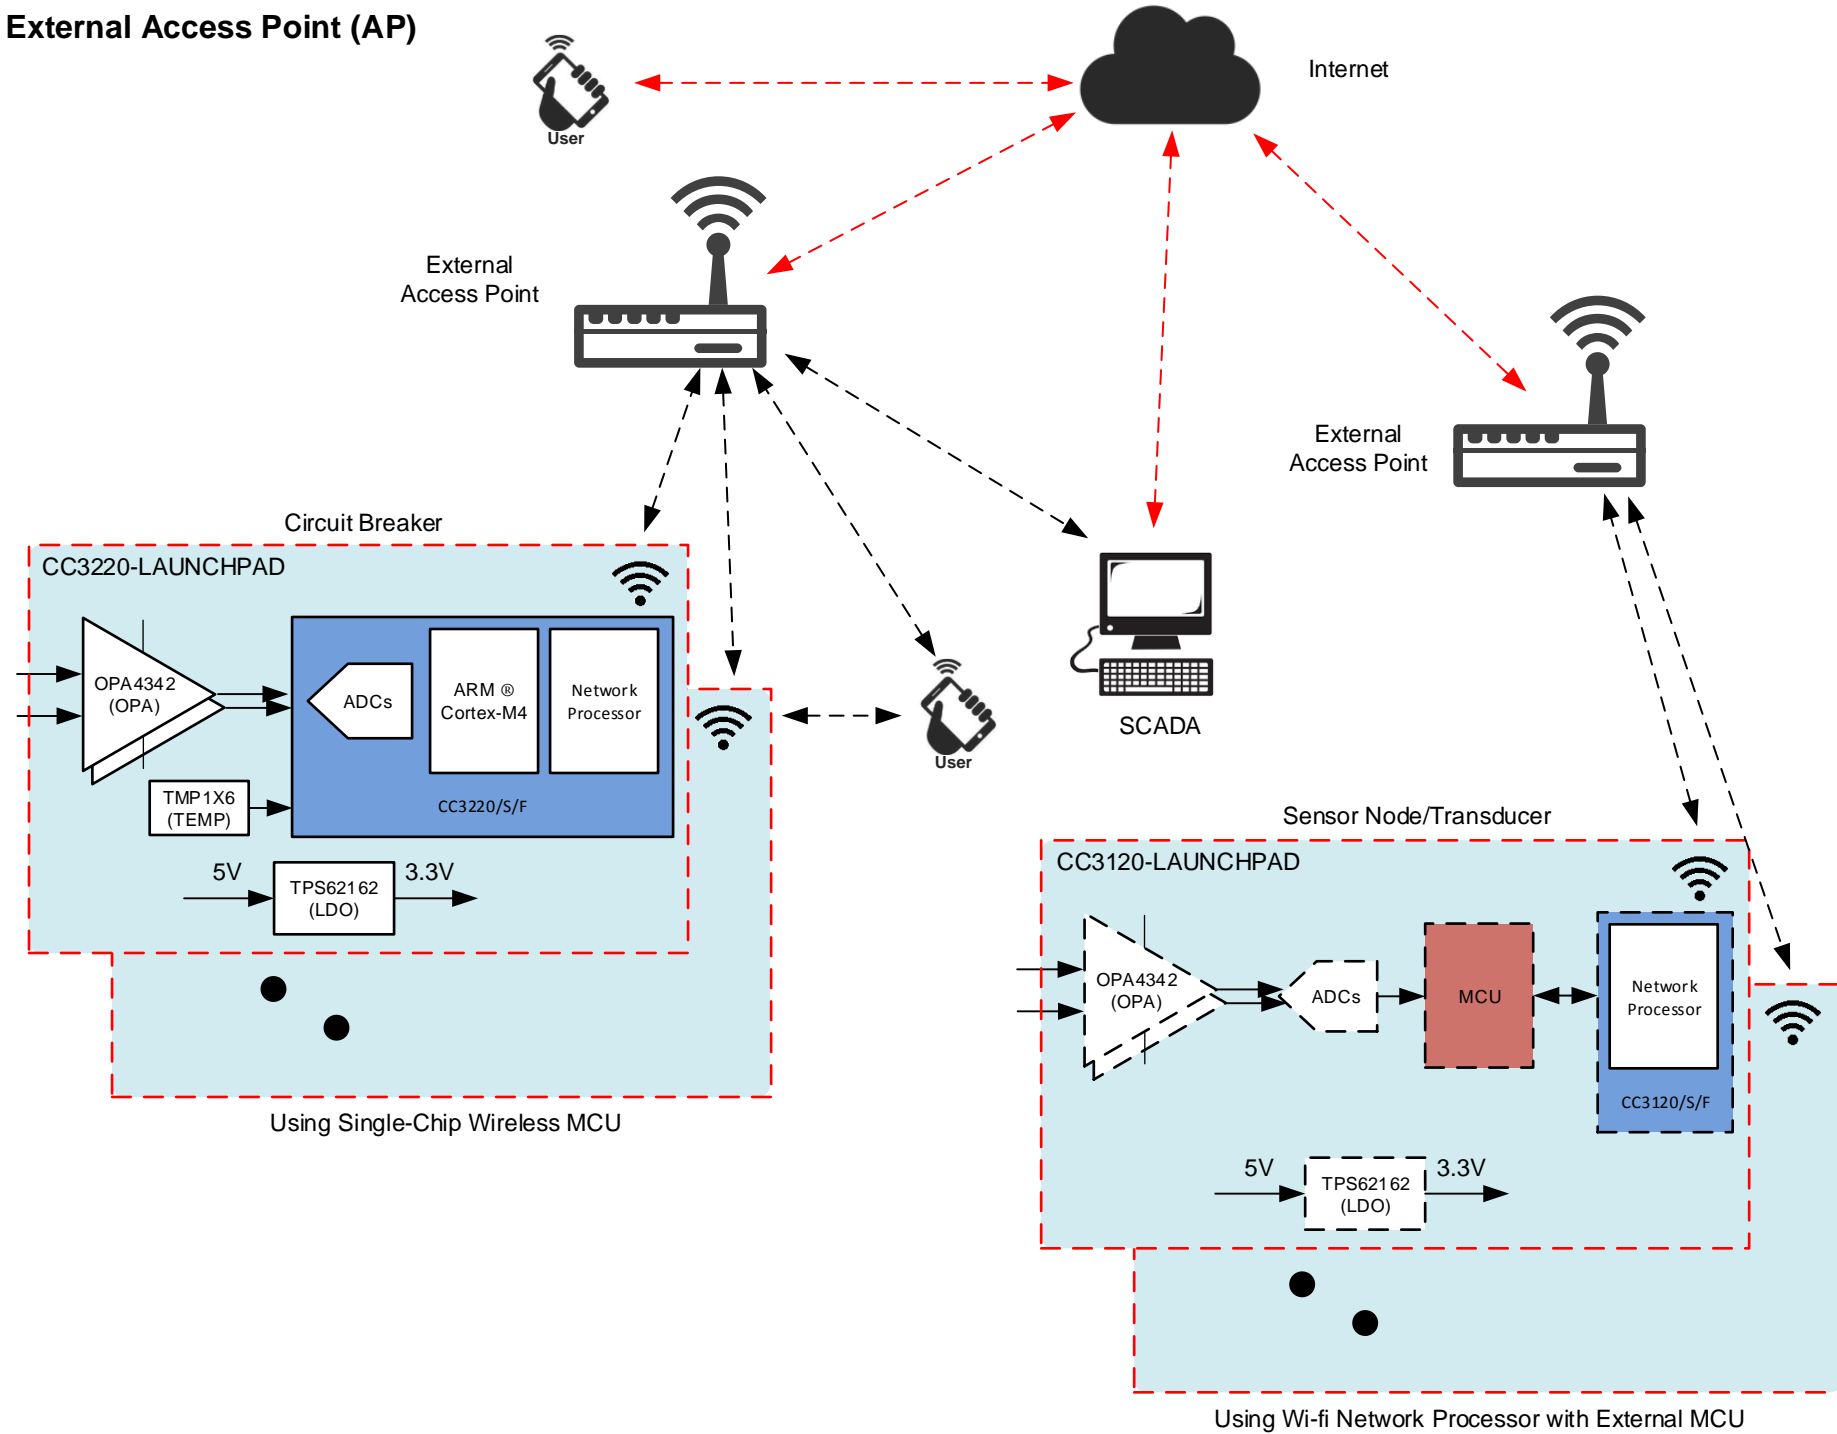 External Access Point (AP)
User
Internet
External
Access Point
External
Access Point
Circuit Breaker
CC3220-LAUNCHPAD
OPA4342
(OPA)
ADCs
ARM ®
Cortex-M4
Network
Processor
TMP1X6
(TEMP)
CC3220/S/F
5V
TPS62162
(LDO)
3.3V
Using Single-Chip Wireless MCU
User
SCADA
Sensor Node/Transducer
CC3120-LAUNCHPAD
OPA4342
(OPA)
ADCs
MCU
Network
Processor
CC3120/S/F
5V
TPS62162
(LDO)
3.3V
Using Wi-fi Network Processor with External MCU